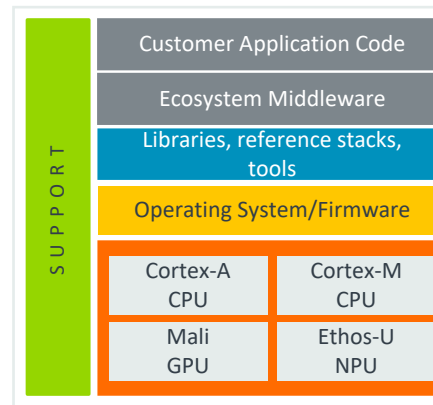 SUPPORT
Customer Application Code
Ecosystem Middleware
Libraries, reference stacks,
tools
Operating System/Firmware
Cortex-A
CPU
Cortex-M
CPU
Mali
GPU
Ethos-U
NPU